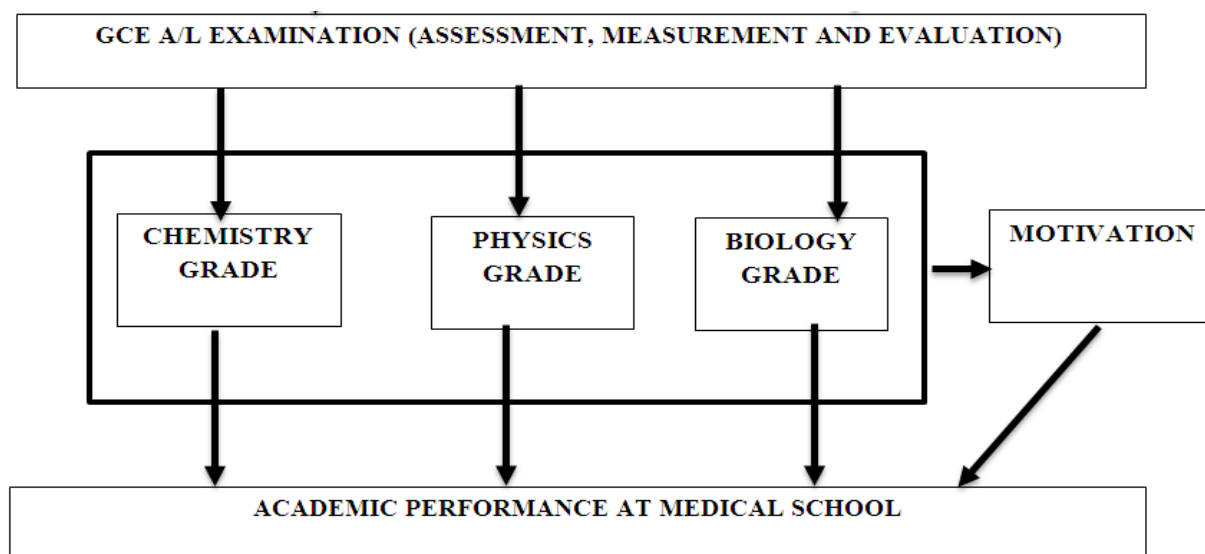 GCE A/L EXAMINATION (ASSESSMENT, MEASUREMENT AND EVALUATION)
CHEMISTRY
GRADE
PHYSICS
GRADE
BIOLOGY
GRADE
MOTIVATION
ACADEMIC PERFORMANCE AT MEDICAL SCHOOL